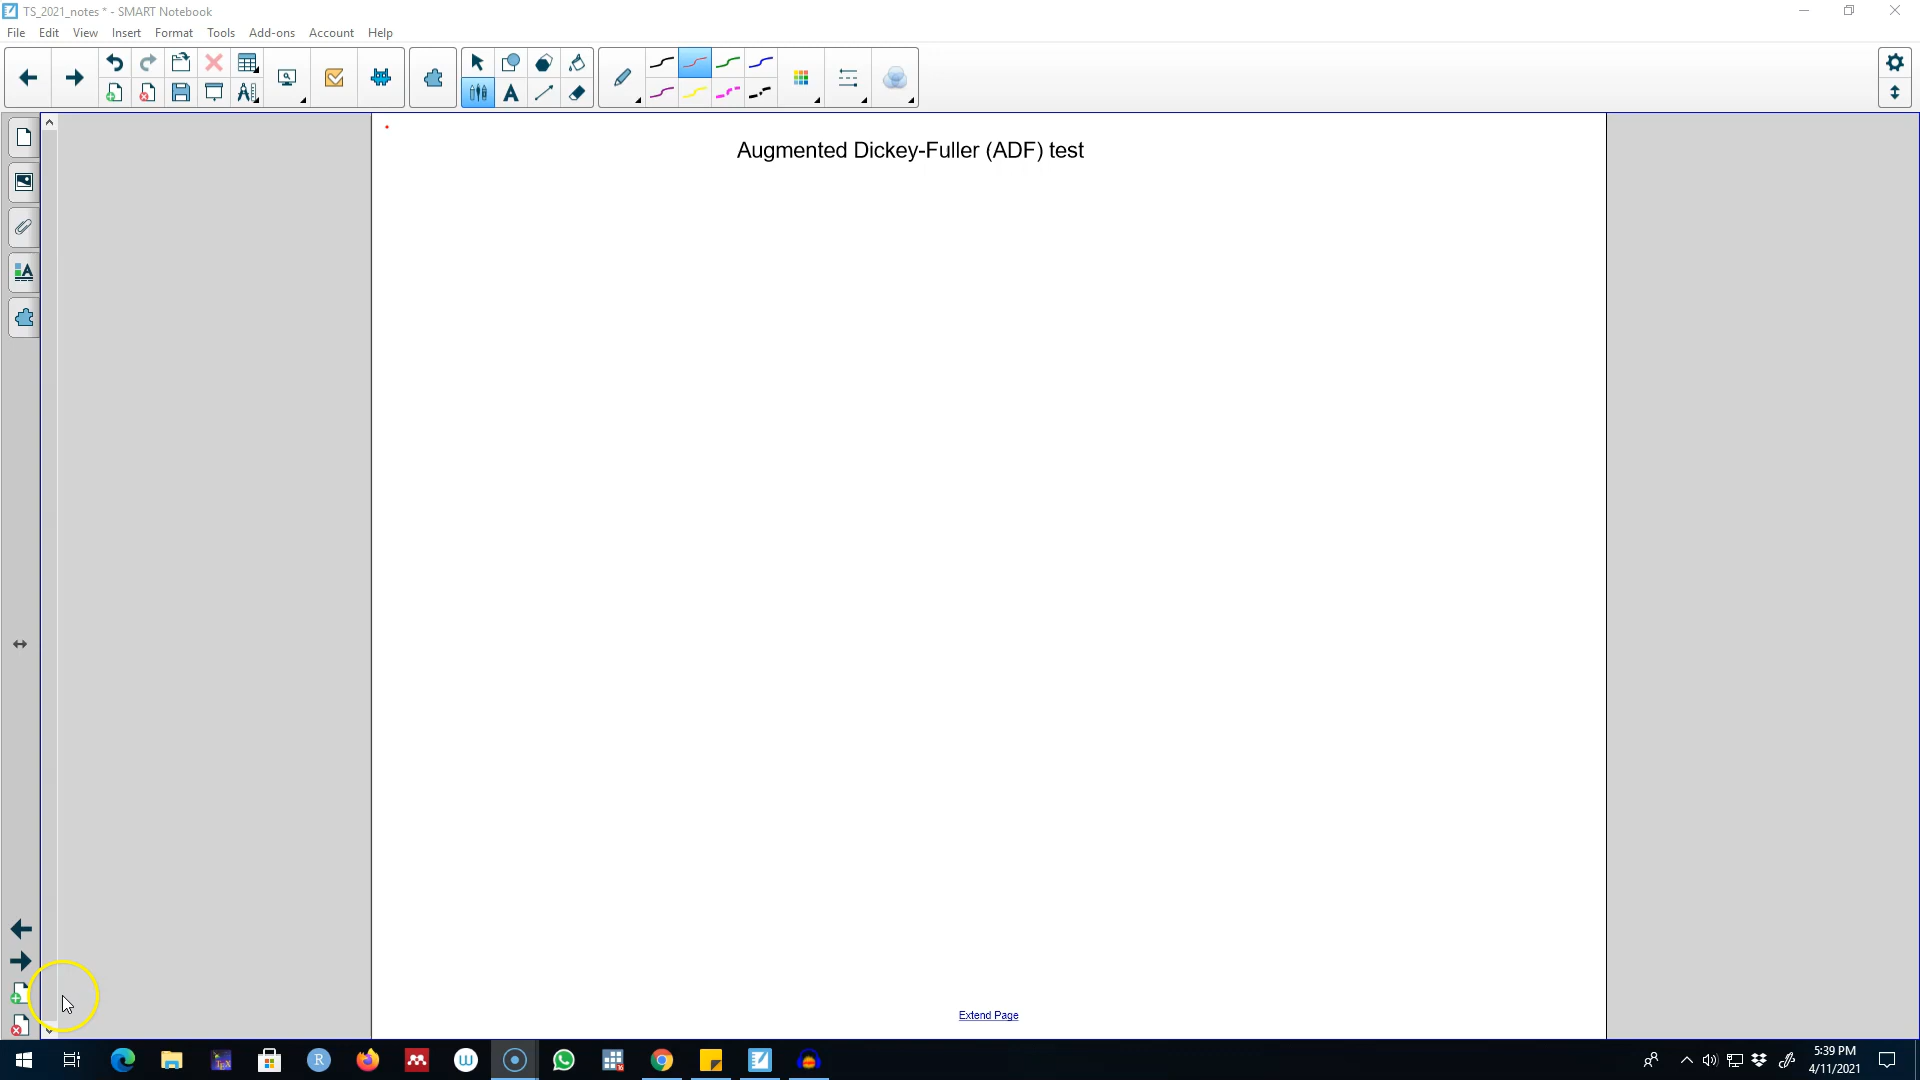 TS_2021_notes * - SMART Notebook
File Edit View Insert Format Tools Add-ons Account Help
Augmented Dickey-Fuller (ADF) test
Extend Page
5:39 PM
4/11/2021